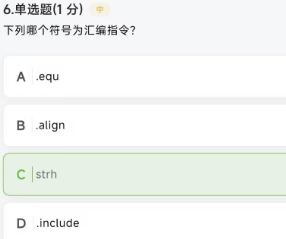 6.单选题(1 分) 中
下列哪个符号为汇编指令?
A .equ
B .align
C strh
D .include